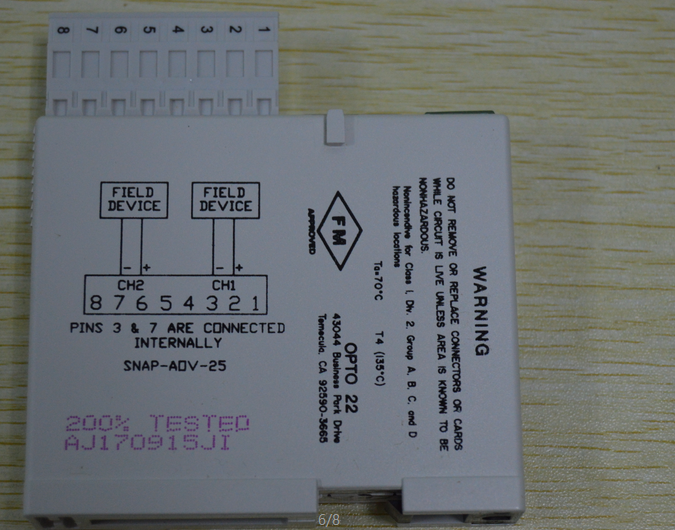 8 7 6 5 4 3 2 1
FIELD DEVICE
FIELD DEVICE
- + - +
CH2 CH1
8 7 6 5 4 3 2 1
PINS 3 & 7 ARE CONNECTED
INTERNALLY
SNAP-AOV-25
200% TESTED
AJ170915JI
FM
APPROVED
WARNING
DO NOT REMOVE OR REPLACE CONNECTORS OR CARDS
WHILE CIRCUIT IS LIVE UNLESS AREA IS KNOWN TO BE
NONHAZARDOUS.
Nonincendive for Class I, Div. 2, Group A, B, C, and D
hazardous locations
Ta=70°C T4 (135°C)
OPTO 22
43044 Business Park Drive
Temecula, CA 92590-3665
6/8